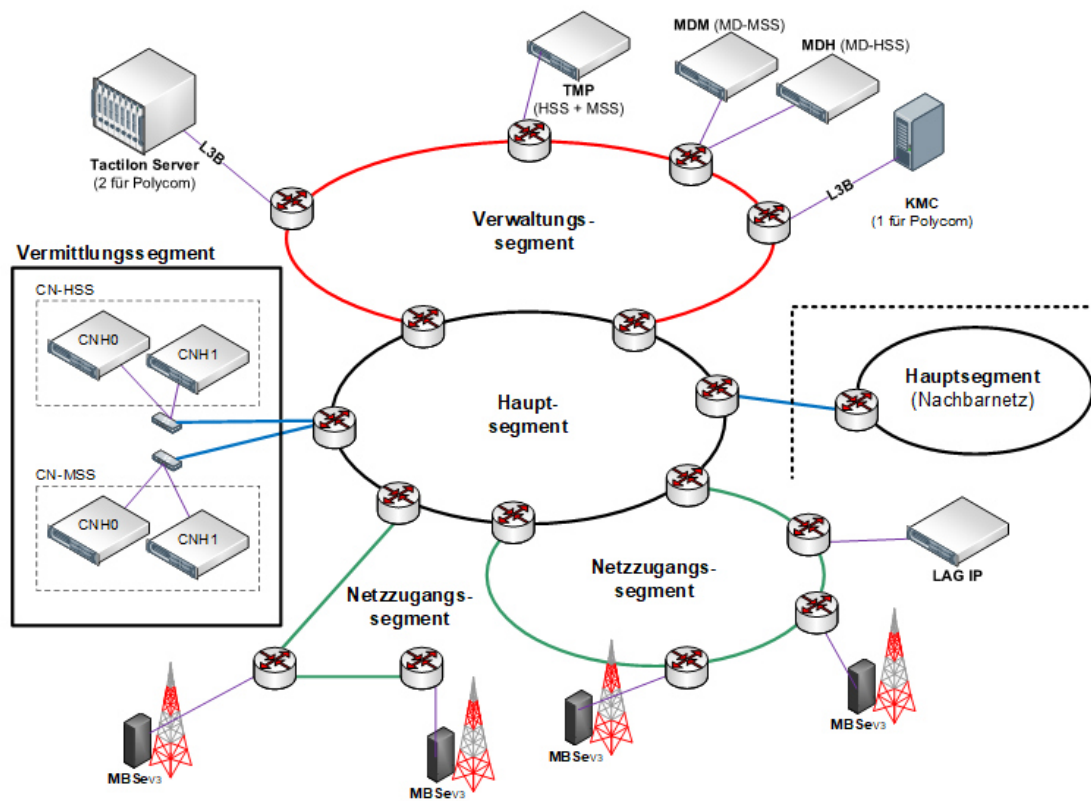 MDM (MD-MSS)
MDH (MD-HSS)
TMP
(HSS + MSS)
L3B
Tactilon Server
(2 für Polycom)
L3B
KMC
(1 für Polycom)
Verwaltungs-
segment
Vermittlungssegment
CN-HSS
CNH0
CNH1
CN-MSS
CNH0
CNH1
Haupt-
segment
Hauptsegment
(Nachbarnetz)
Netzzugangs-
segment
Netzzugangs-
segment
LAG IP
MBSeV3
MBSeV3
MBSeV3
MBSeV3